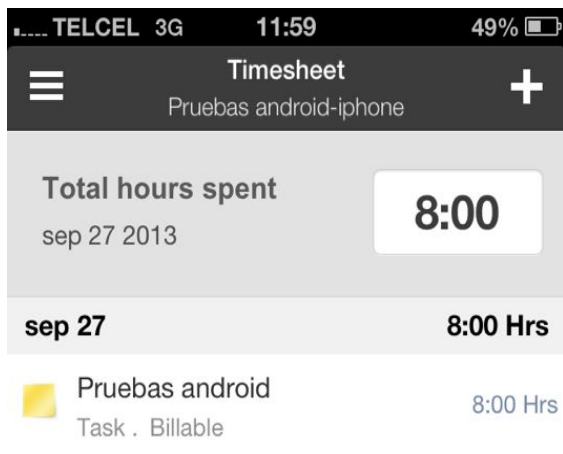 TELCEL 3G 11:59 49%
Timesheet
Pruebas android-iphone
Total hours spent
sep 27 2013
8:00
sep 27 8:00 Hrs
Pruebas android
Task . Billable
8:00 Hrs